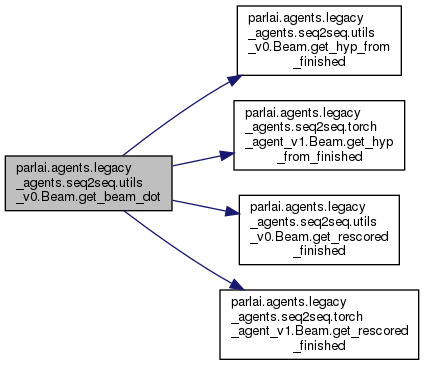 parlai.agents.legacy
_agents.seq2seq.utils
_v0.Beam.get_beam_dot
parlai.agents.legacy
_agents.seq2seq.utils
_v0.Beam.get_hyp_from
_finished
parlai.agents.legacy
_agents.seq2seq.torch
_agent_v1.Beam.get_hyp
_from_finished
parlai.agents.legacy
_agents.seq2seq.utils
_v0.Beam.get_rescored
_finished
parlai.agents.legacy
_agents.seq2seq.torch
_agent_v1.Beam.get_rescored
_finished